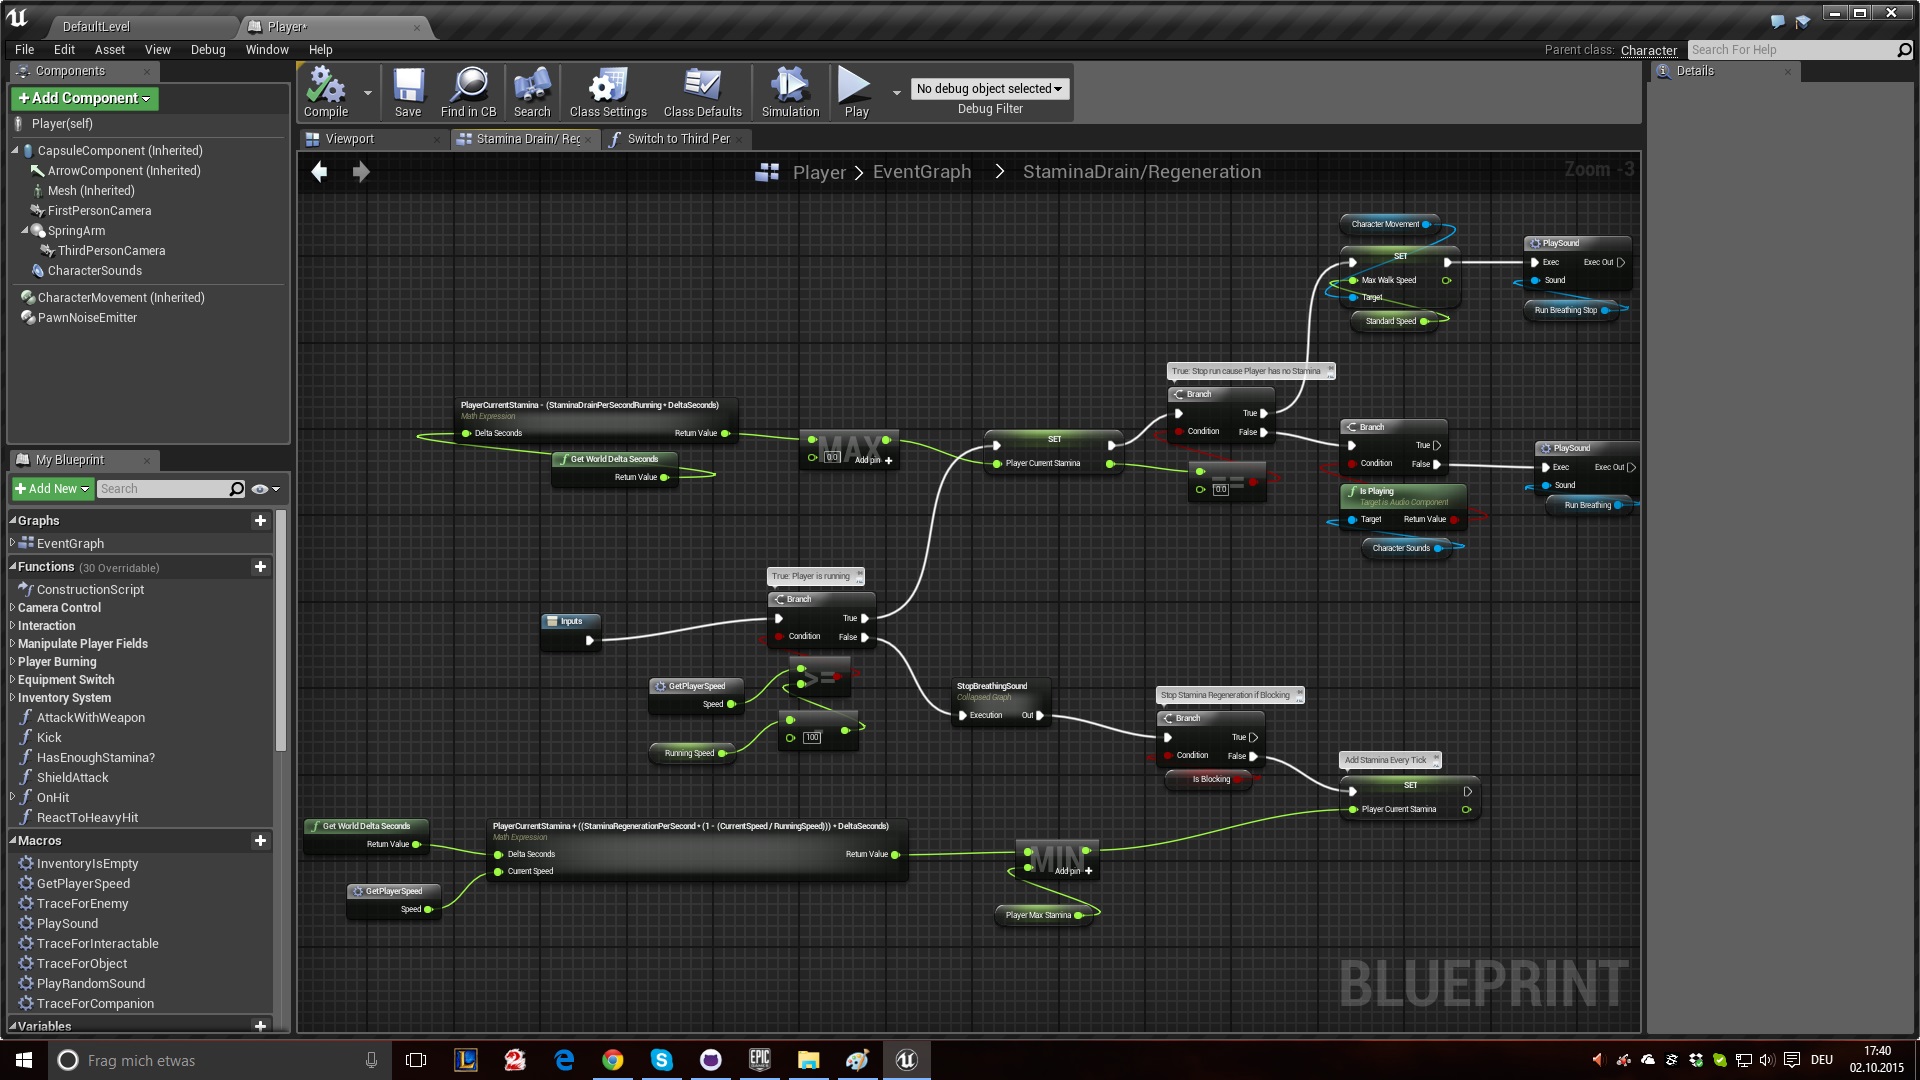 DefaultLevel
Player*
File Edit Asset View Debug Window Help
Parent class: Character
Search For Help
Components
+Add Component
Player(self)
CapsuleComponent (Inherited)
ArrowComponent (Inherited)
Mesh (Inherited)
FirstPersonCamera
SpringArm
ThirdPersonCamera
CharacterSounds
CharacterMovement (Inherited)
PawnNoiseEmitter
Compile
Save
Find in CB
Search
Class Settings
Class Defaults
Simulation
Play
No debug object selected
Debug Filter
Details
Viewport
Stamina Drain/ Reg
Switch to Third Per
Player > EventGraph > StaminaDrain/Regeneration
Zoom -3
My Blueprint
+Add New
Search
Graphs
EventGraph
Functions (30 Overridable)
ConstructionScript
Camera Control
Interaction
Manipulate Player Fields
Player Burning
Equipment Switch
Inventory System
AttackWithWeapon
Kick
HasEnoughStamina?
ShieldAttack
OnHit
ReactToHeavyHit
Macros
InventoryIsEmpty
GetPlayerSpeed
TraceForEnemy
PlaySound
TraceForInteractable
TraceForObject
PlayRandomSound
TraceForCompanion
Variables
Character Movement
SET
Max Walk Speed
Target
Standard Speed
PlaySound
Exec Exec Out
Sound
Run Breathing Stop
True: Stop run cause Player has no Stamina
Branch
True
Condition False
PlayerCurrentStamina - (StaminaDrainPerSecondRunning * DeltaSeconds)
Math Expression
Delta Seconds Return Value
Get World Delta Seconds
Return Value
MAX
0.0 Add pin +
SET
Player Current Stamina
==
0.0
Branch
True
Condition False
Is Playing
Target is Audio Component
Target Return Value
Character Sounds
PlaySound
Exec Exec Out
Sound
Run Breathing
True: Player is running
Branch
True
Condition False
Inputs
>=
GetPlayerSpeed
Speed
100
Running Speed
StopBreathingSound
Collapsed Graph
Execution Out
Stop Stamina Regeneration if Blocking
Branch
True
Condition False
Is Blocking
Add Stamina Every Tick
SET
Player Current Stamina
Get World Delta Seconds
Return Value
GetPlayerSpeed
Speed
PlayerCurrentStamina + ((StaminaRegenerationPerSecond * (1 - (CurrentSpeed / RunningSpeed))) * DeltaSeconds)
Math Expression
Delta Seconds Return Value
Current Speed
MIN
Add pin +
Player Max Stamina
BLUEPRINT
Frag mich etwas
EPIC GAMES
DEU
17:40
02.10.2015